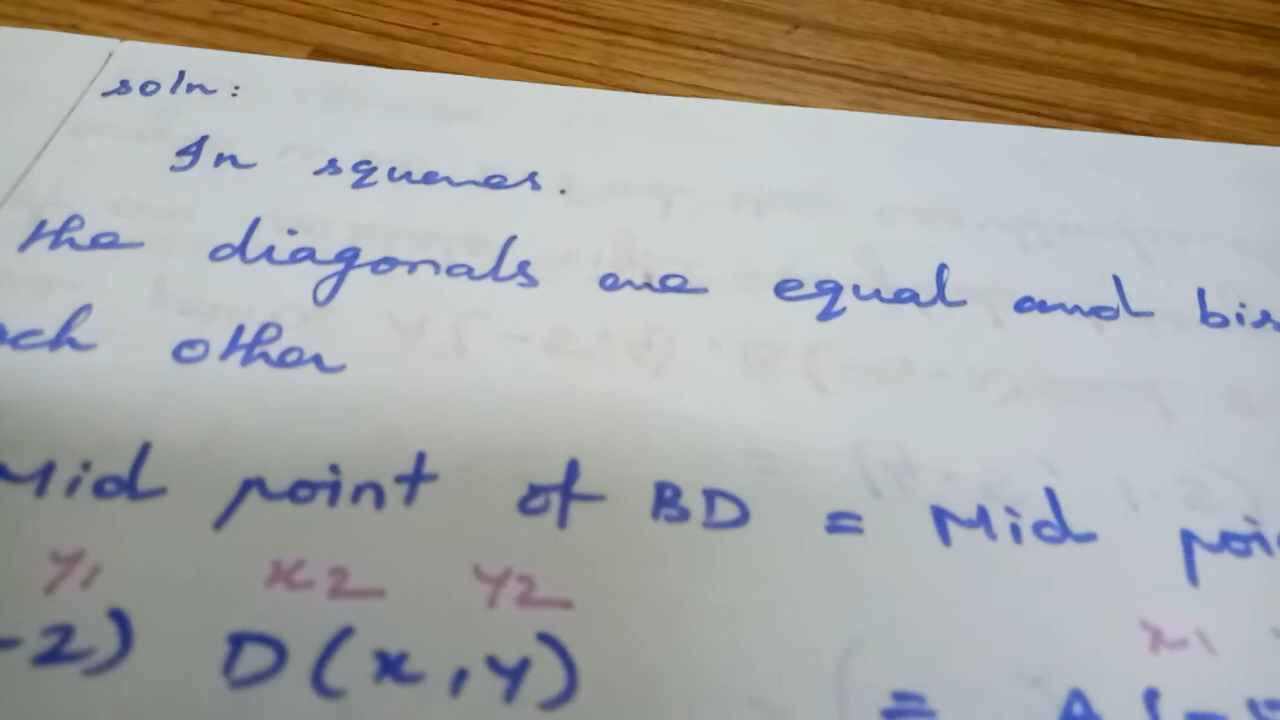 soln:
In squares.
the diagonals are equal and bis
ach other
Mid point of BD = Mid poi
y1 x2 y2
x1
-2) D(x,y) = A(-